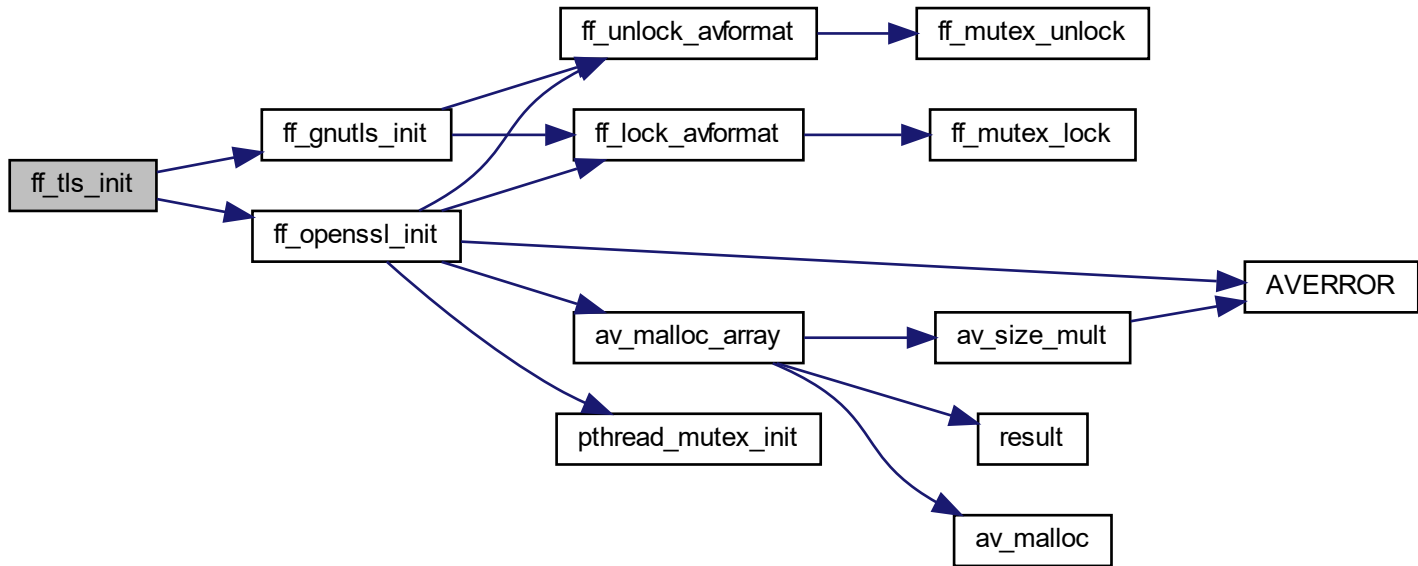 ff_unlock_avformat
ff_mutex_unlock
ff_gnutls_init
ff_lock_avformat
ff_mutex_lock
ff_tls_init
ff_openssl_init
AVERROR
av_malloc_array
av_size_mult
pthread_mutex_init
result
av_malloc